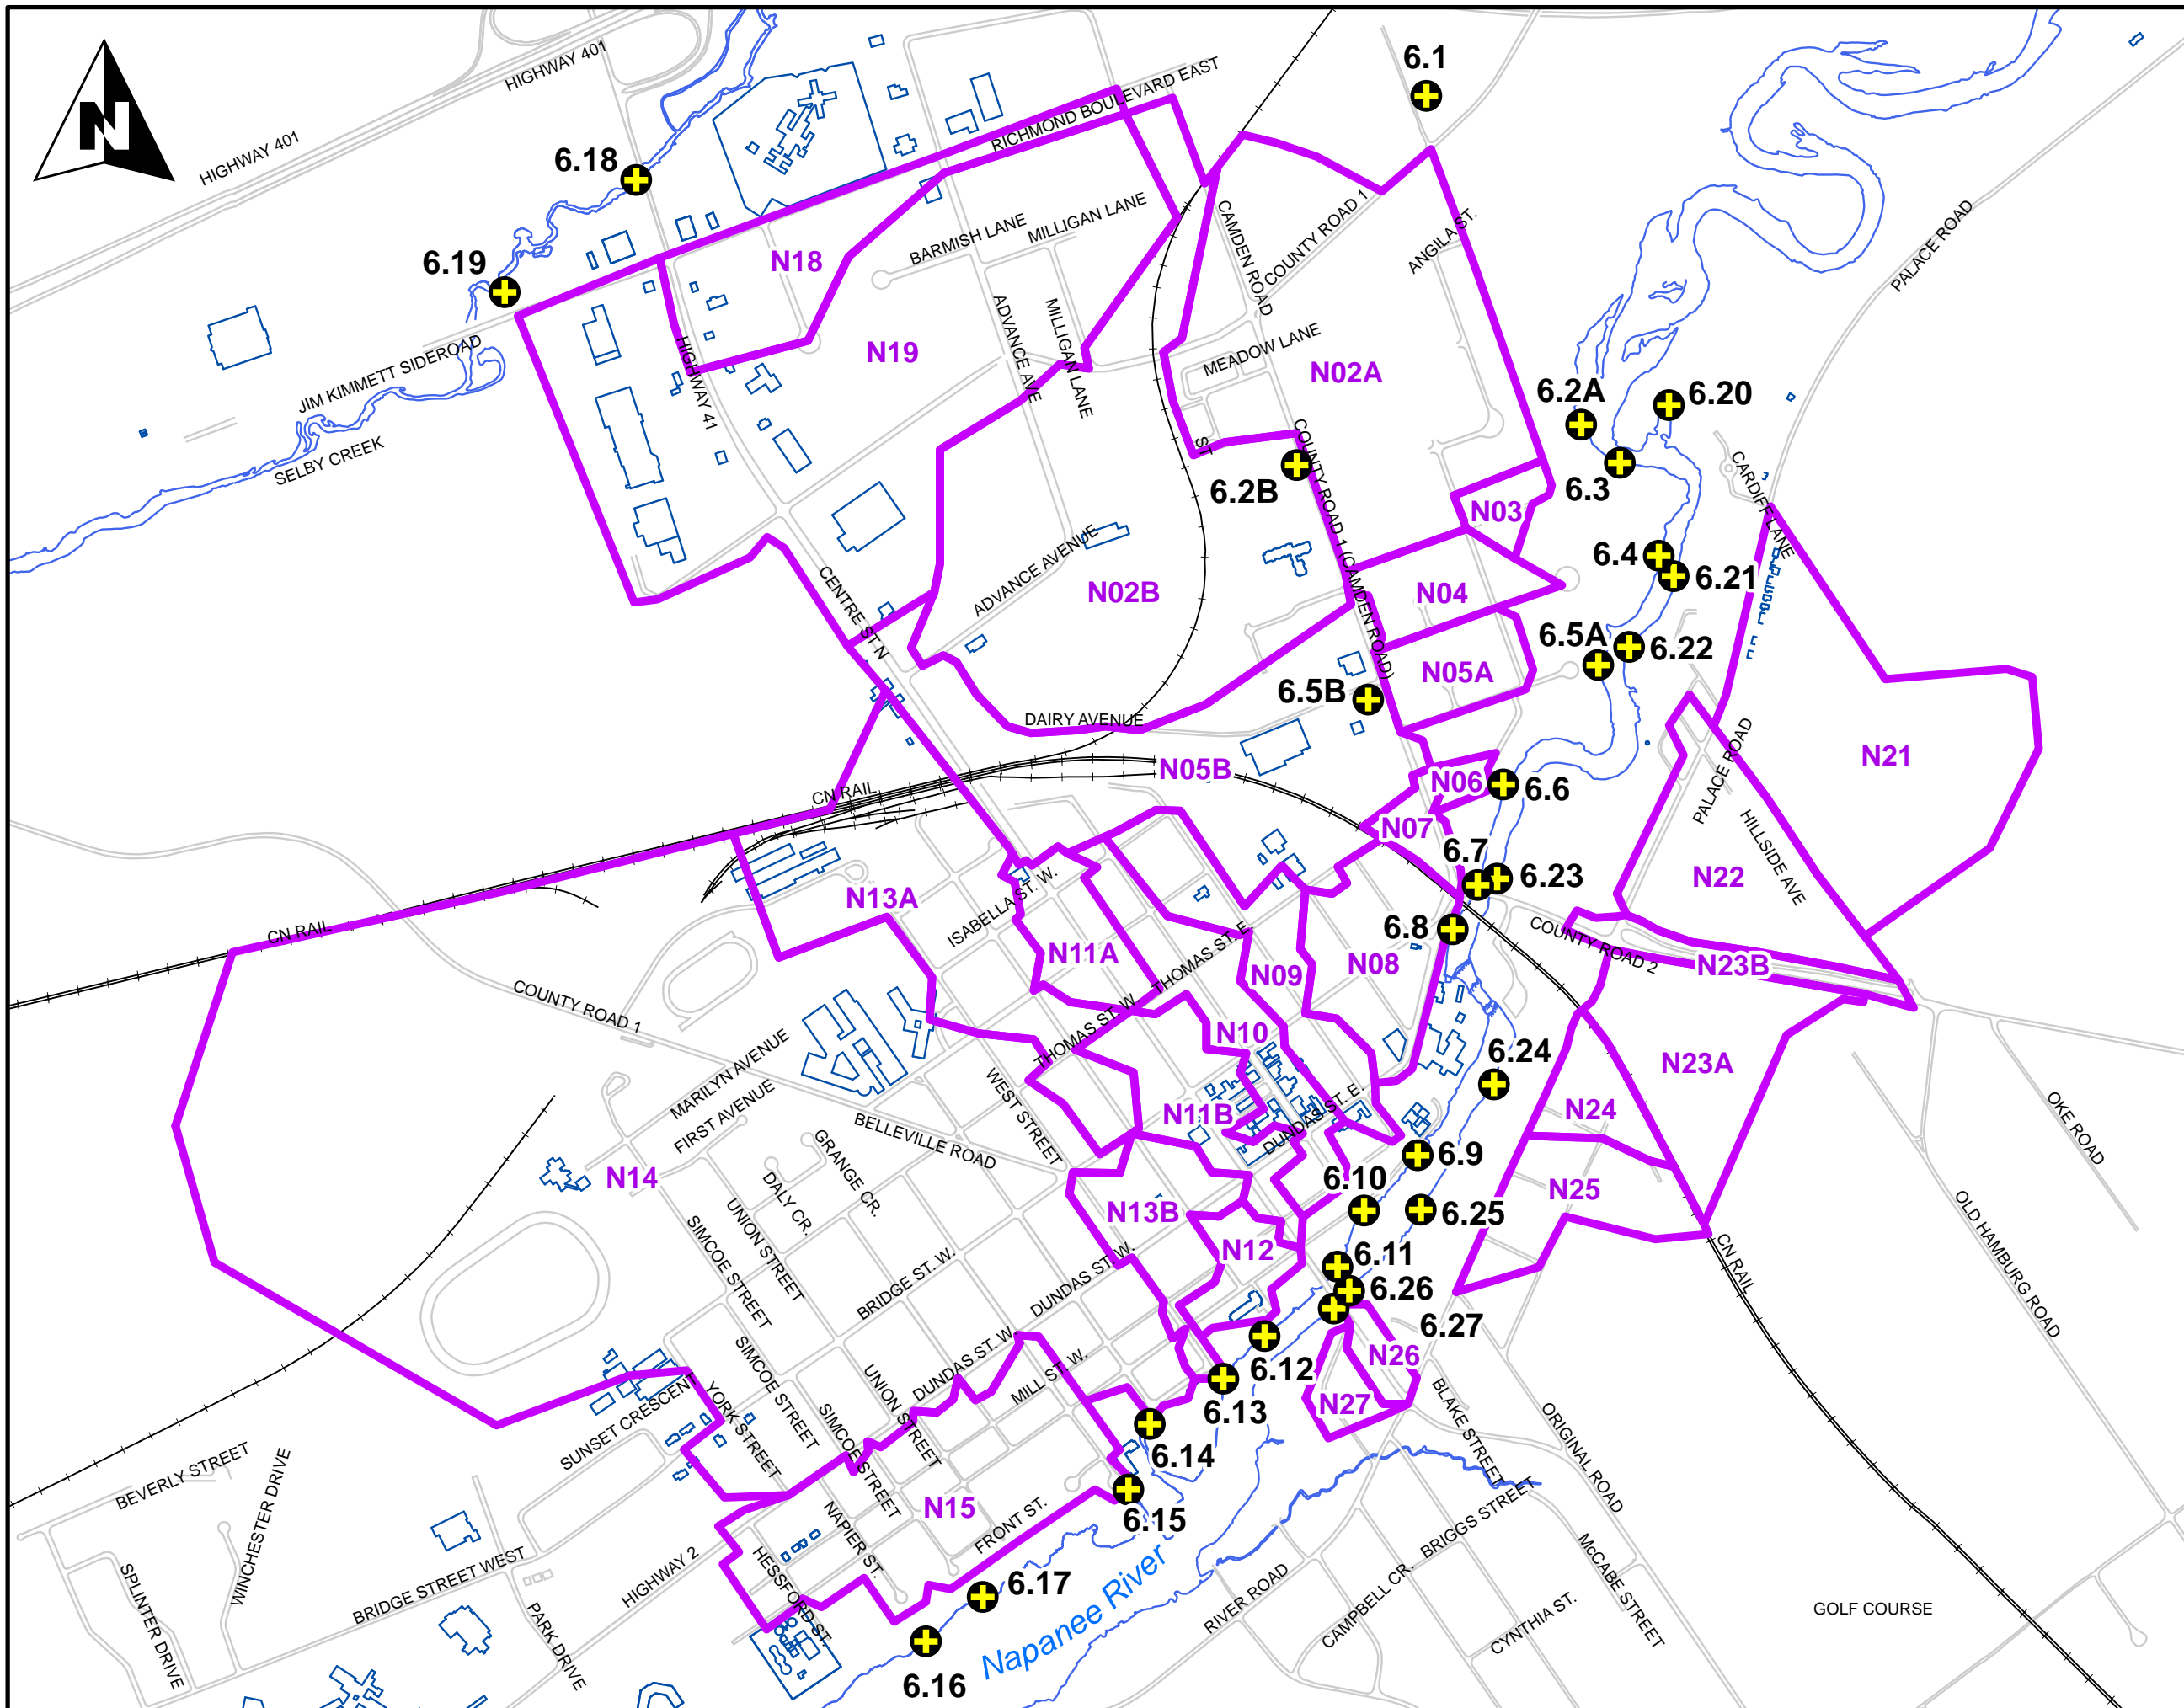 N
HIGHWAY 401
HIGHWAY 401
RICHMOND BOULEVARD EAST
6.1
6.18
6.19
N18
BARMISH LANE
MILLIGAN LANE
CAMDEN ROAD
COUNTY ROAD 1
ANGILA ST.
PALACE ROAD
JIM KIMMETT SIDEROAD
SELBY CREEK
HIGHWAY 41
N19
ADVANCE AVE
MILLIGAN LANE
MEADOW LANE
N02A
6.2A
6.20
6.2B
ST
COUNTY ROAD 1 (CAMDEN ROAD)
N03
6.3
CARDIFF LANE
6.4
6.21
ADVANCE AVENUE
N02B
N04
CENTRE ST N
6.5A
6.22
N05A
6.5B
DAIRY AVENUE
N05B
CN RAIL
N06
6.6
PALACE ROAD
N21
N07
6.7
6.23
HILLSIDE AVE
N22
N13A
ISABELLA ST. W.
CN RAIL
6.8
COUNTY ROAD 2
N23B
N11A
THOMAS ST. E.
N09
N08
COUNTY ROAD 1
THOMAS ST. W.
N10
6.24
N23A
MARILYN AVENUE
FIRST AVENUE
WEST STREET
N11B
DUNDAS ST. E.
N24
OKE ROAD
BELLEVILLE ROAD
GRANGE CR.
DALY CR.
N14
UNION STREET
SIMCOE STREET
6.9
6.10
N25
6.25
N13B
N12
OLD HAMBURG ROAD
BRIDGE ST. W.
DUNDAS ST. W.
6.11
6.26
6.27
CN RAIL
SIMCOE STREET
UNION STREET
DUNDAS ST. W.
MILL ST. W.
6.12
N26
N27
6.13
BLAKE STREET
ORIGINAL ROAD
SUNSET CRESCENT
YORK STREET
SIMCOE STREET
6.14
BEVERLY STREET
WINCHESTER DRIVE
N15
NAPIER ST.
FRONT ST.
6.15
BRIGGS STREET
McCABE STREET
SPLINTER DRIVE
BRIDGE STREET WEST
PARK DRIVE
HIGHWAY 2
HESSFORD ST.
6.17
6.16
Napanee River
RIVER ROAD
CAMPBELL CR.
CYNTHIA ST.
GOLF COURSE